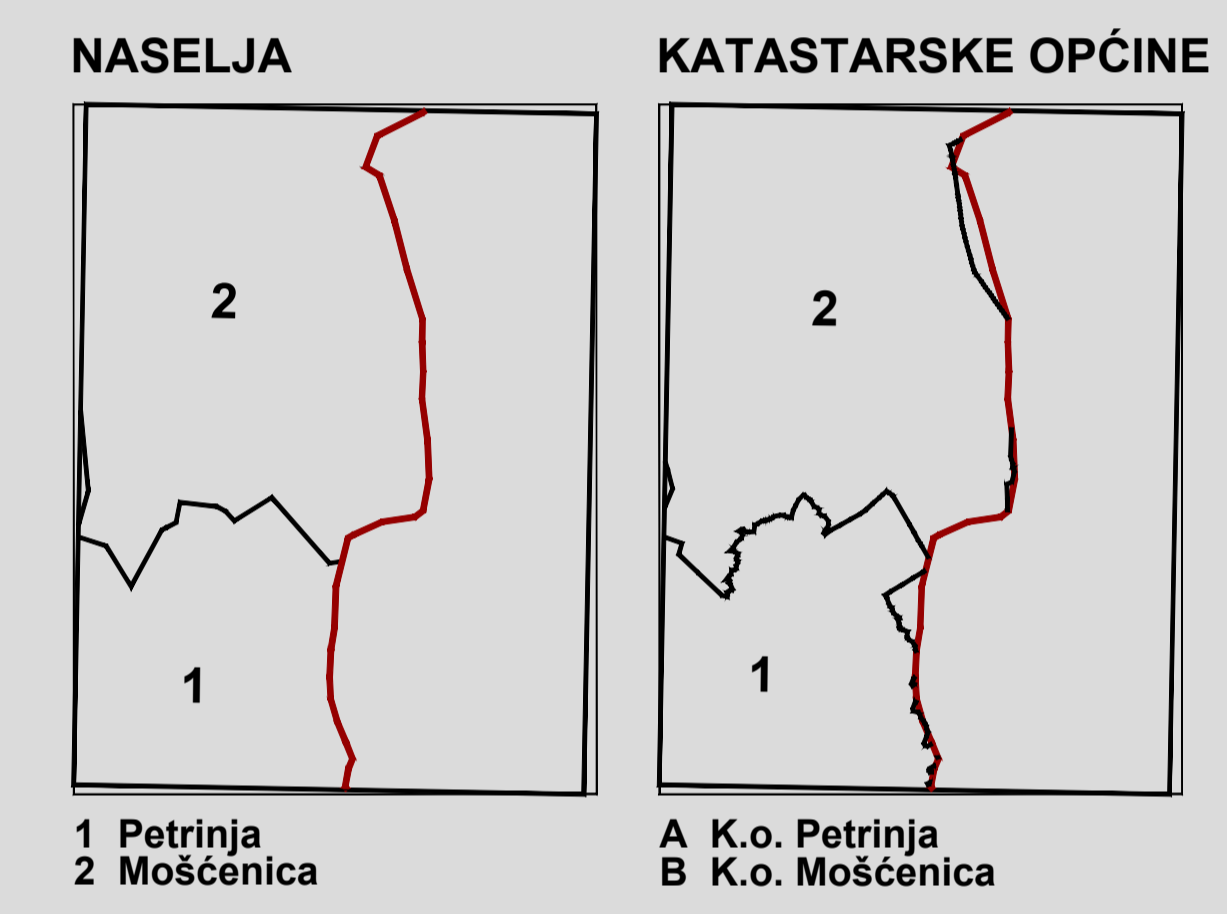 NASELJA
2
1
1 Petrinja
2 Mošćenica
KATASTARSKE OPĆINE
2
1
A K.o. Petrinja
B K.o. Mošćenica